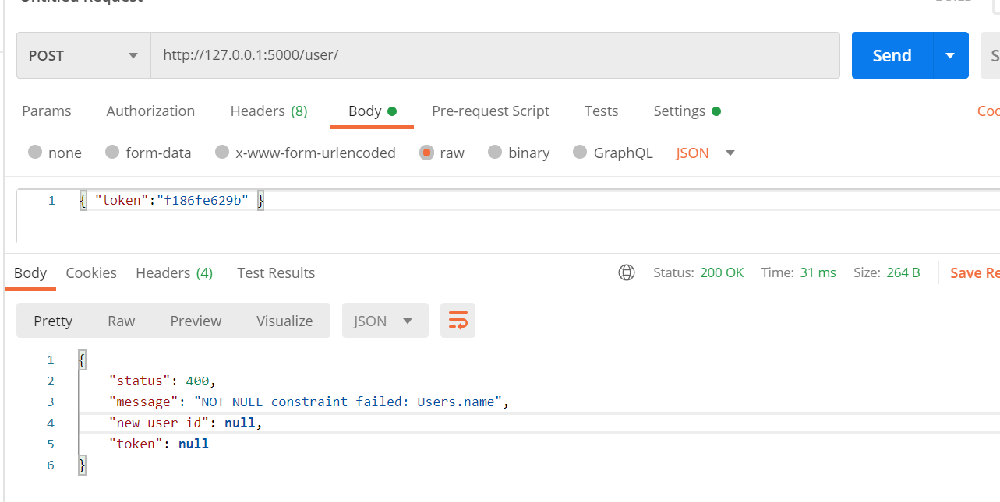 Untitled Request
POST http://127.0.0.1:5000/user/ Send S
Params Authorization Headers (8) Body Pre-request Script Tests Settings Coo
none form-data x-www-form-urlencoded raw binary GraphQL JSON
1 { "token":"f186fe629b" }
Body Cookies Headers (4) Test Results Status: 200 OK Time: 31 ms Size: 264 B Save Re
Pretty Raw Preview Visualize JSON
1 {
2 "status": 400,
3 "message": "NOT NULL constraint failed: Users.name",
4 "new_user_id": null,
5 "token": null
6 }